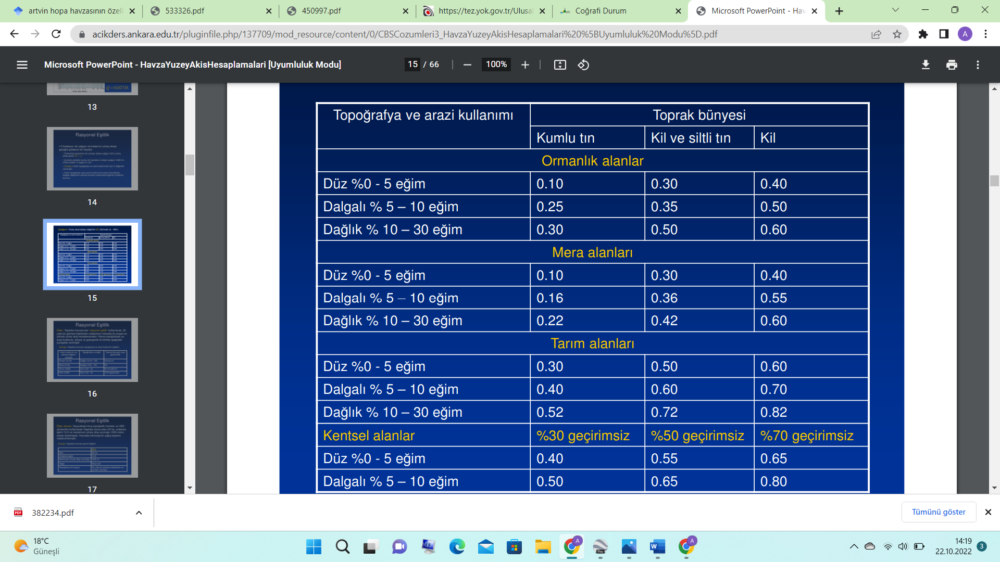 artvin hopa havzasının özell
533326.pdf
450997.pdf
https://tez.yok.gov.tr/Ulusal
Coğrafi Durum
Microsoft PowerPoint - Hav
acikders.ankara.edu.tr/pluginfile.php/137709/mod_resource/content/0/CBSCozumleri3_HavzaYuzeyAkisHesaplamalari%20%5BUyumluluk%20Modu%5D.pdf
A
Microsoft PowerPoint - HavzaYuzeyAkisHesaplamalari [Uyumluluk Modu]
15 / 66
100%
13
Rasyonel Eşitlik
14
15
Rasyonel Eşitlik
16
Rasyonel Eşitlik
17
Topoğrafya ve arazi kullanımı Toprak bünyesi
Kumlu tın Kil ve siltli tın Kil
Ormanlık alanlar
Düz %0 - 5 eğim 0.10 0.30 0.40
Dalgalı % 5 – 10 eğim 0.25 0.35 0.50
Dağlık % 10 – 30 eğim 0.30 0.50 0.60
Mera alanları
Düz %0 - 5 eğim 0.10 0.30 0.40
Dalgalı % 5 – 10 eğim 0.16 0.36 0.55
Dağlık % 10 – 30 eğim 0.22 0.42 0.60
Tarım alanları
Düz %0 - 5 eğim 0.30 0.50 0.60
Dalgalı % 5 – 10 eğim 0.40 0.60 0.70
Dağlık % 10 – 30 eğim 0.52 0.72 0.82
Kentsel alanlar %30 geçirimsiz %50 geçirimsiz %70 geçirimsiz
Düz %0 - 5 eğim 0.40 0.55 0.65
Dalgalı % 5 – 10 eğim 0.50 0.65 0.80
382234.pdf
Tümünü göster
18°C
Güneşli
14:19
22.10.2022
3